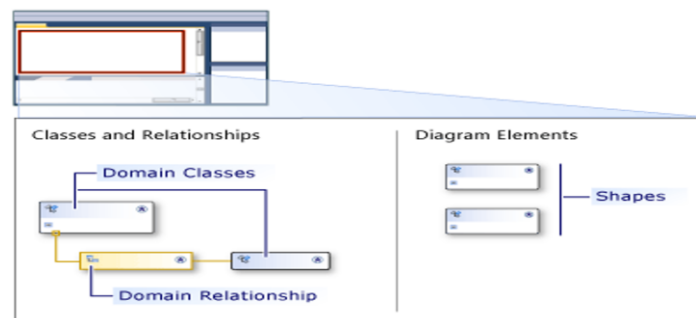 Classes and Relationships
Diagram Elements
Domain Classes
Shapes
Domain Relationship